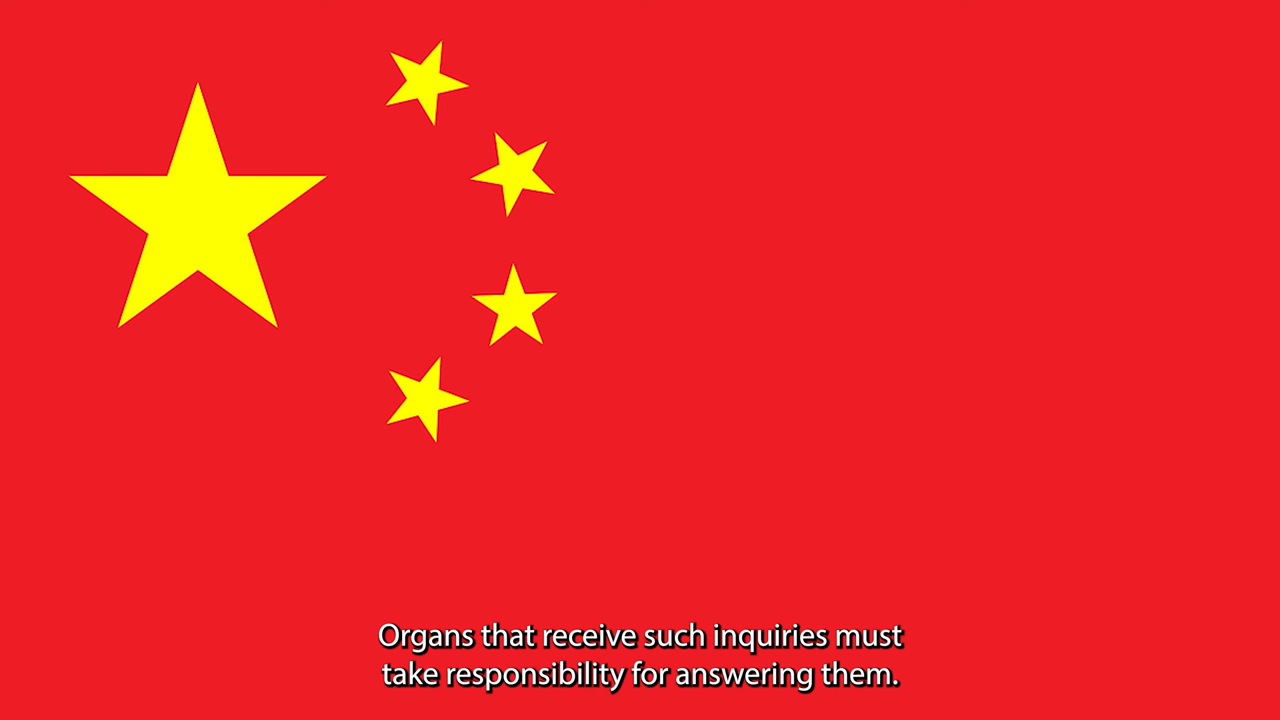 Organs that receive such inquiries must
take responsibility for answering them.